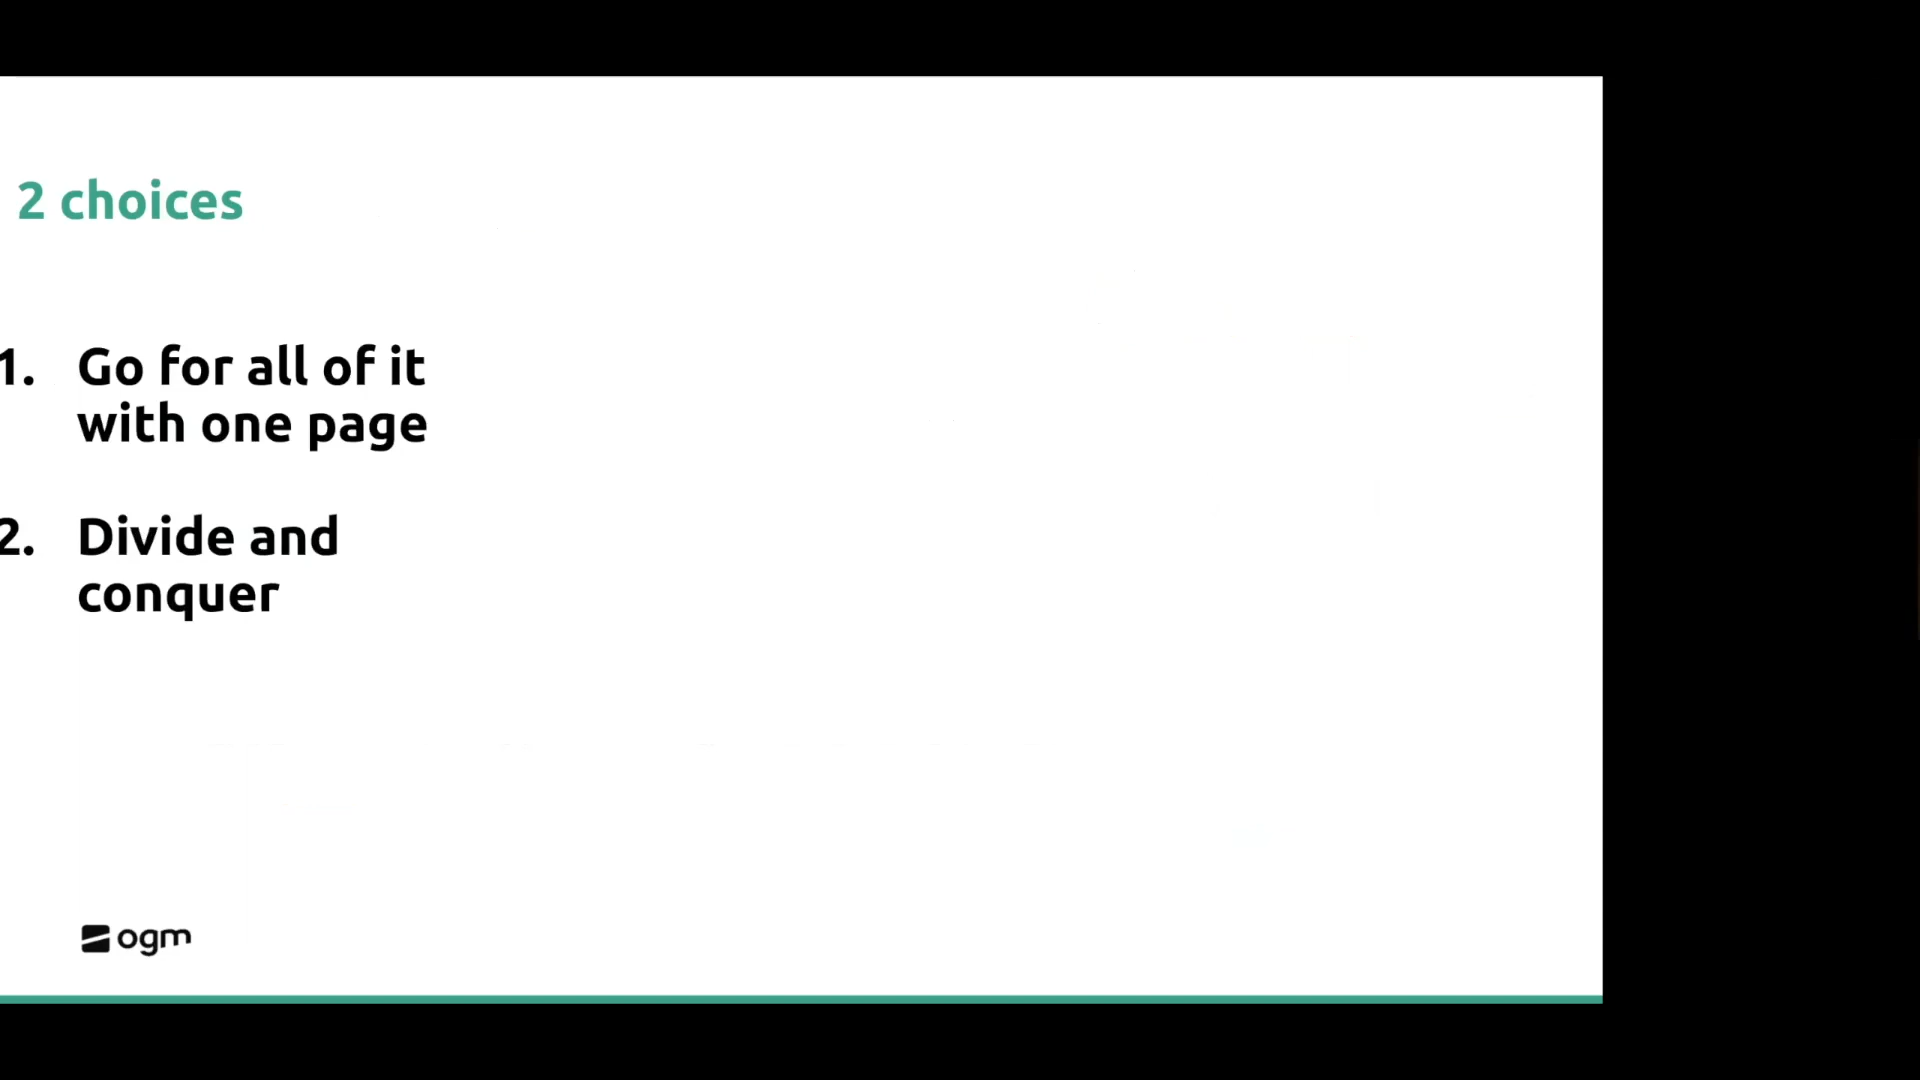 2 choices
1. Go for all of it
with one page
2. Divide and
conquer
ogm